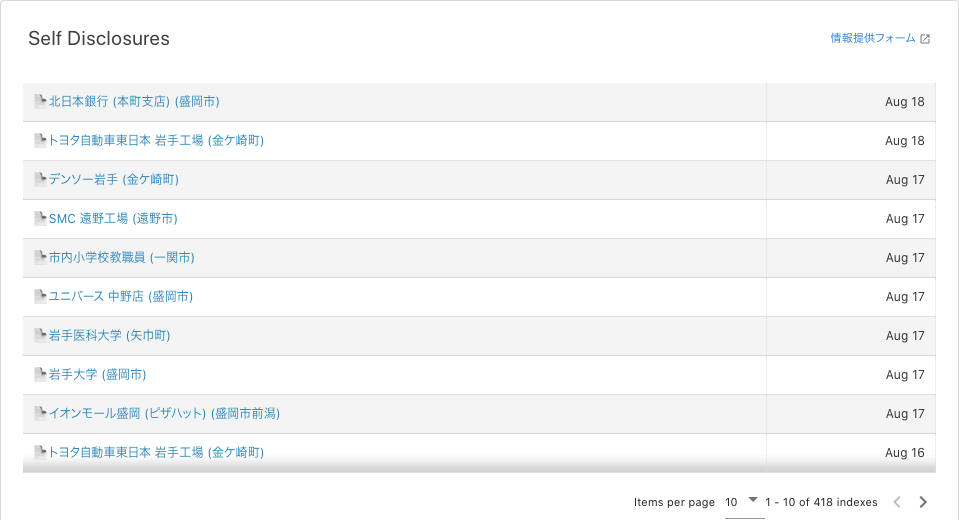 Self Disclosures
情報提供フォーム
北日本銀行 (本町支店) (盛岡市) Aug 18
トヨタ自動車東日本 岩手工場 (金ケ崎町) Aug 18
デンソー岩手 (金ケ崎町) Aug 17
SMC 遠野工場 (遠野市) Aug 17
市内小学校教職員 (一関市) Aug 17
ユニバース 中野店 (盛岡市) Aug 17
岩手医科大学 (矢巾町) Aug 17
岩手大学 (盛岡市) Aug 17
イオンモール盛岡 (ピザハット) (盛岡市前潟) Aug 17
トヨタ自動車東日本 岩手工場 (金ケ崎町) Aug 16
Items per page 10 1 - 10 of 418 indexes